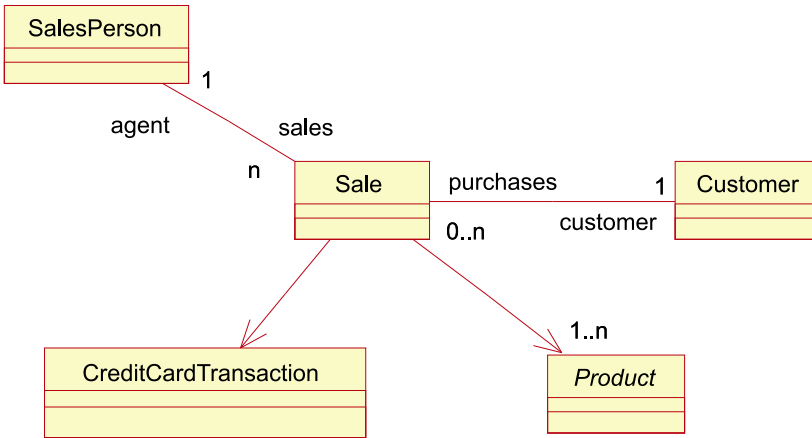 SalesPerson
1
agent
sales
n
Sale
purchases
1
Customer
0..n
customer
1..n
CreditCardTransaction
Product